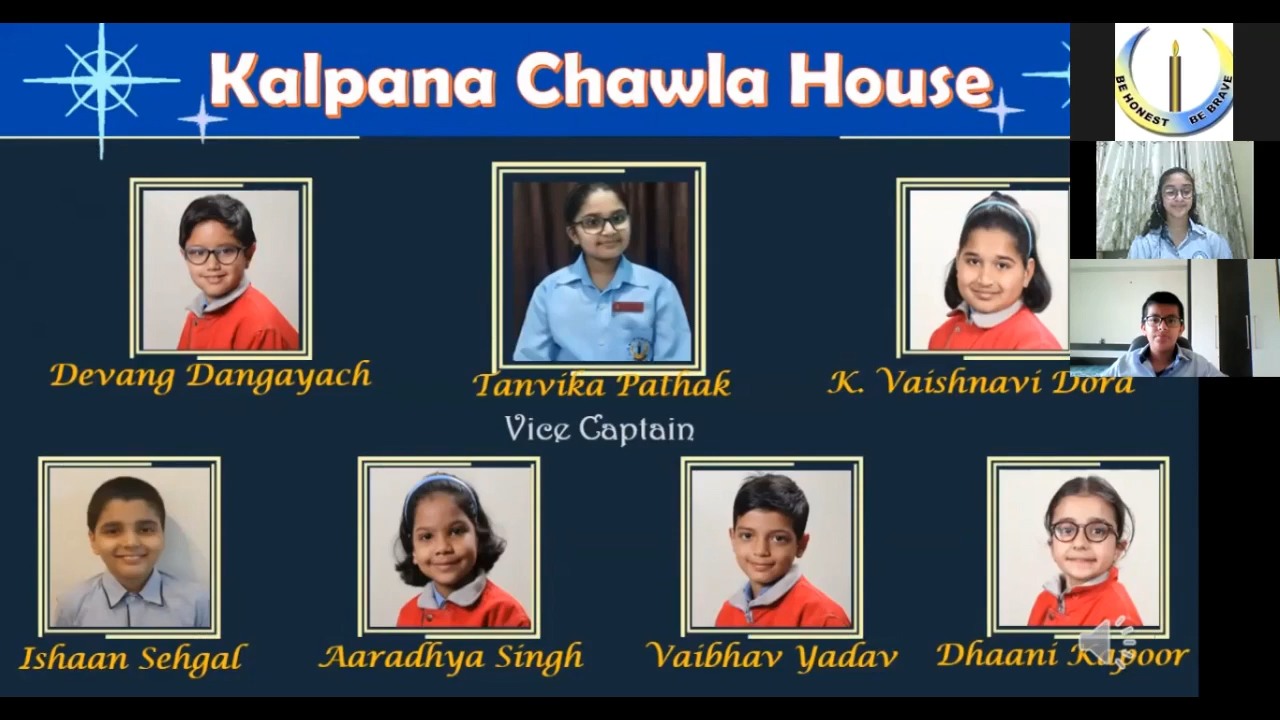 Kalpana Chawla House
BE HONEST BE BRAVE
Devang Dangayach
Tanvika Pathak
K. Vaishnavi Dora
Vice Captain
Ishaan Sehgal
Aaradhya Singh
Vaibhav Yadav
Dhaani Kapoor